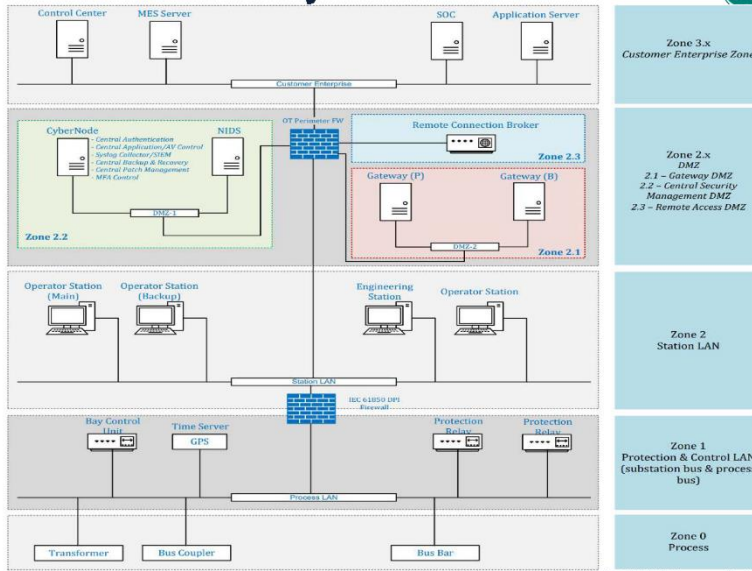 Control Center
MES Server
SOC
Application Server
Customer Enterprise
Zone 3.x
Customer Enterprise Zone
OT Perimeter FW
CyberNode
NIDS
- Central Authentication
- Central Application/AV Control
- Syslog Collector/SIEM
- Central Backup & Recovery
- Central Patch Management
- MFA Control
DMZ-1
Zone 2.2
Remote Connection Broker
Zone 2.3
Gateway (P)
Gateway (B)
DMZ-2
Zone 2.1
Zone 2.x
DMZ
2.1 – Gateway DMZ
2.2 – Central Security
Management DMZ
2.3 – Remote Access DMZ
Operator Station
(Main)
Operator Station
(Backup)
Engineering
Station
Operator Station
Station LAN
Zone 2
Station LAN
IEC 61850 DPI
Firewall
Bay Control
Unit
Time Server
GPS
Protection
Relay
Protection
Relay
Process LAN
Zone 1
Protection & Control LAN
(substation bus & process
bus)
Transformer
Bus Coupler
Bus Bar
Zone 0
Process